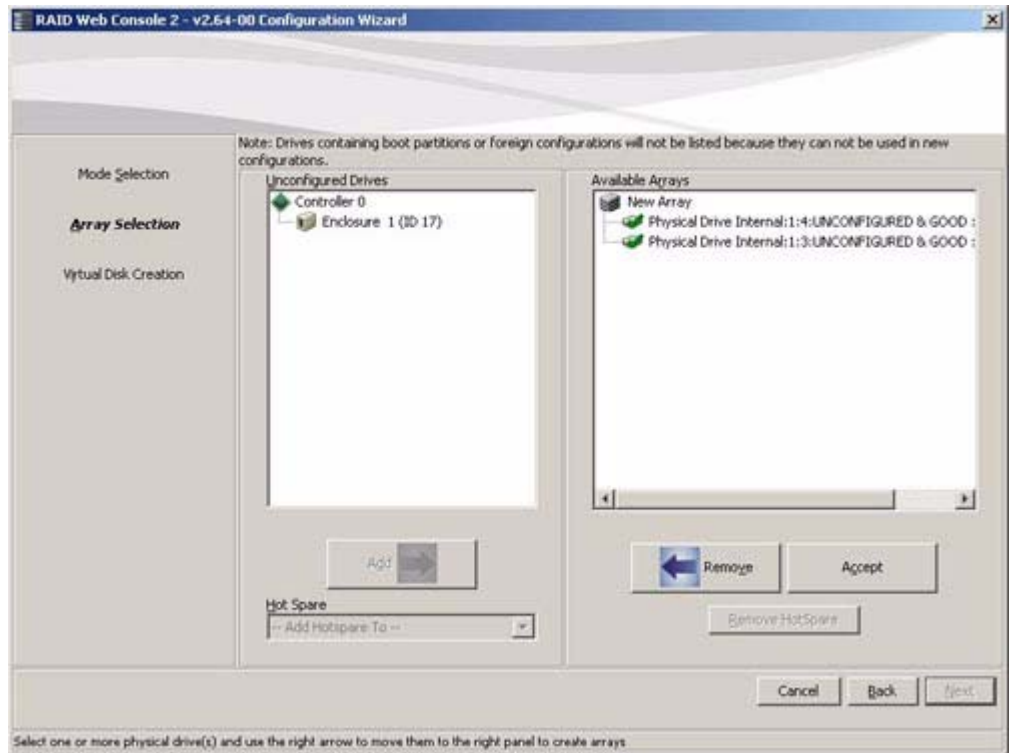 RAID Web Console 2 - v2.64-00 Configuration Wizard
Note: Drives containing boot partitions or foreign configurations will not be listed because they can not be used in new
configurations.
Mode Selection
Array Selection
Virtual Disk Creation
Unconfigured Drives
Controller 0
Enclosure 1 (ID 17)
Add
Hot Spare
-- Add Hotspare To --
Available Arrays
New Array
Physical Drive Internal:1:4:UNCONFIGURED & GOOD :
Physical Drive Internal:1:3:UNCONFIGURED & GOOD :
Remove
Accept
Remove HotSpare
Cancel
Back
Next
Select one or more physical drive(s) and use the right arrow to move them to the right panel to create arrays